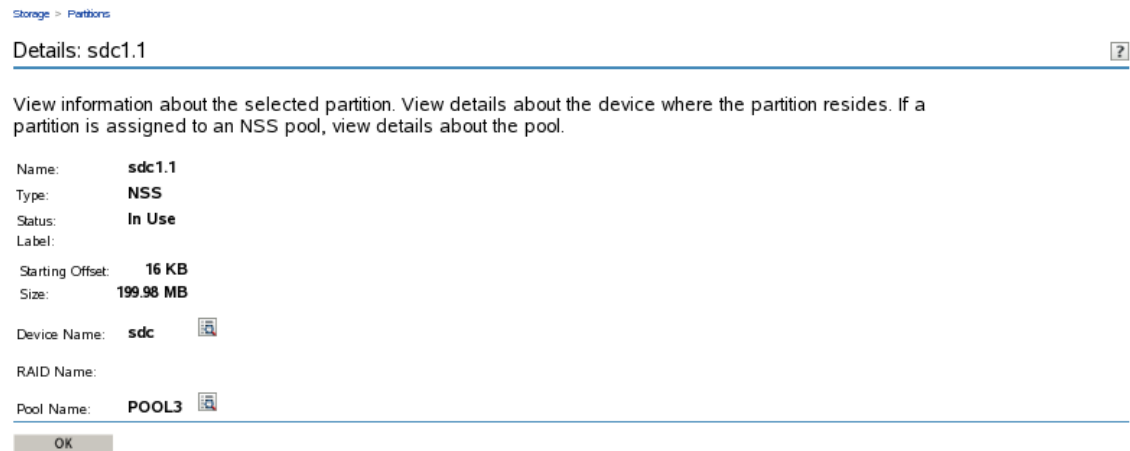 Storage > Partitions
Details: sdc1.1
?
View information about the selected partition. View details about the device where the partition resides. If a
partition is assigned to an NSS pool, view details about the pool.
Name: sdc1.1
Type: NSS
Status: In Use
Label:
Starting Offset: 16 KB
Size: 199.98 MB
Device Name: sdc
RAID Name:
Pool Name: POOL3
OK